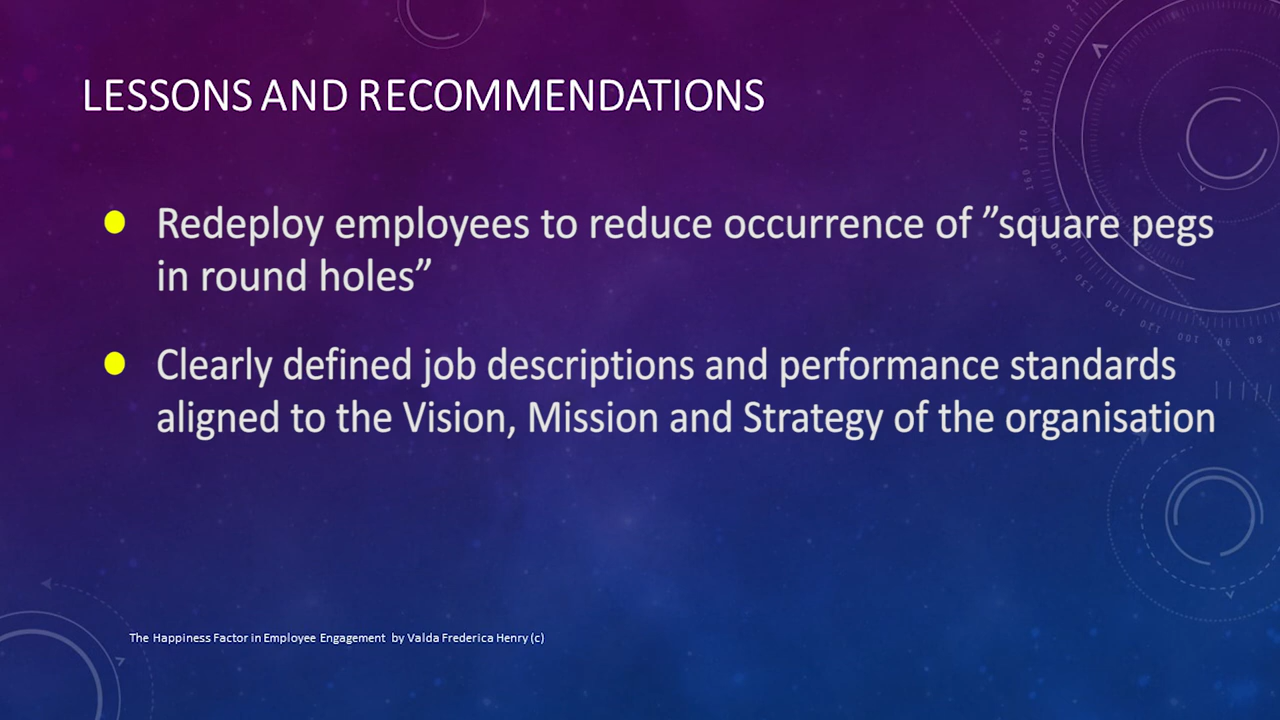 LESSONS AND RECOMMENDATIONS
Redeploy employees to reduce occurrence of ”square pegs
in round holes”
Clearly defined job descriptions and performance standards
aligned to the Vision, Mission and Strategy of the organisation
The Happiness Factor in Employee Engagement by Valda Frederica Henry (c)